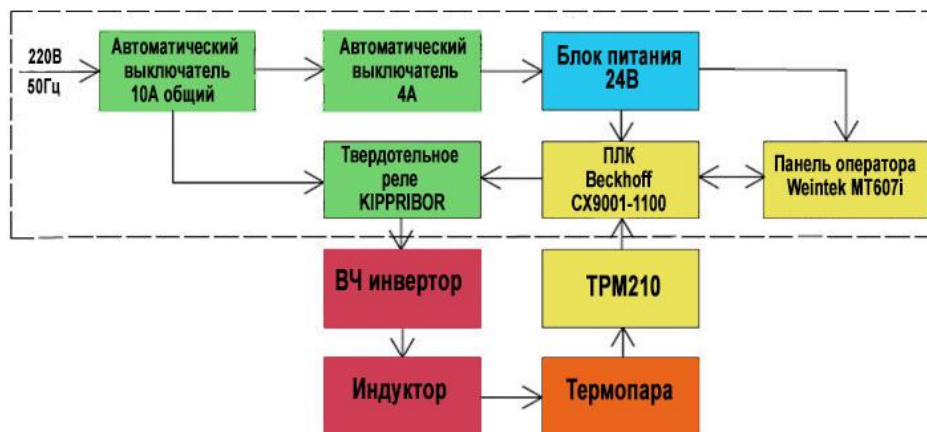 220В
50Гц
Автоматический
выключатель
10А общий
Автоматический
выключатель
4А
Блок питания
24В
Твердотельное
реле
KIPPRIBOR
ПЛК
Beckhoff
CX9001-1100
Панель оператора
Weintek MT607i
ВЧ инвертор
ТРМ210
Индуктор
Термопара